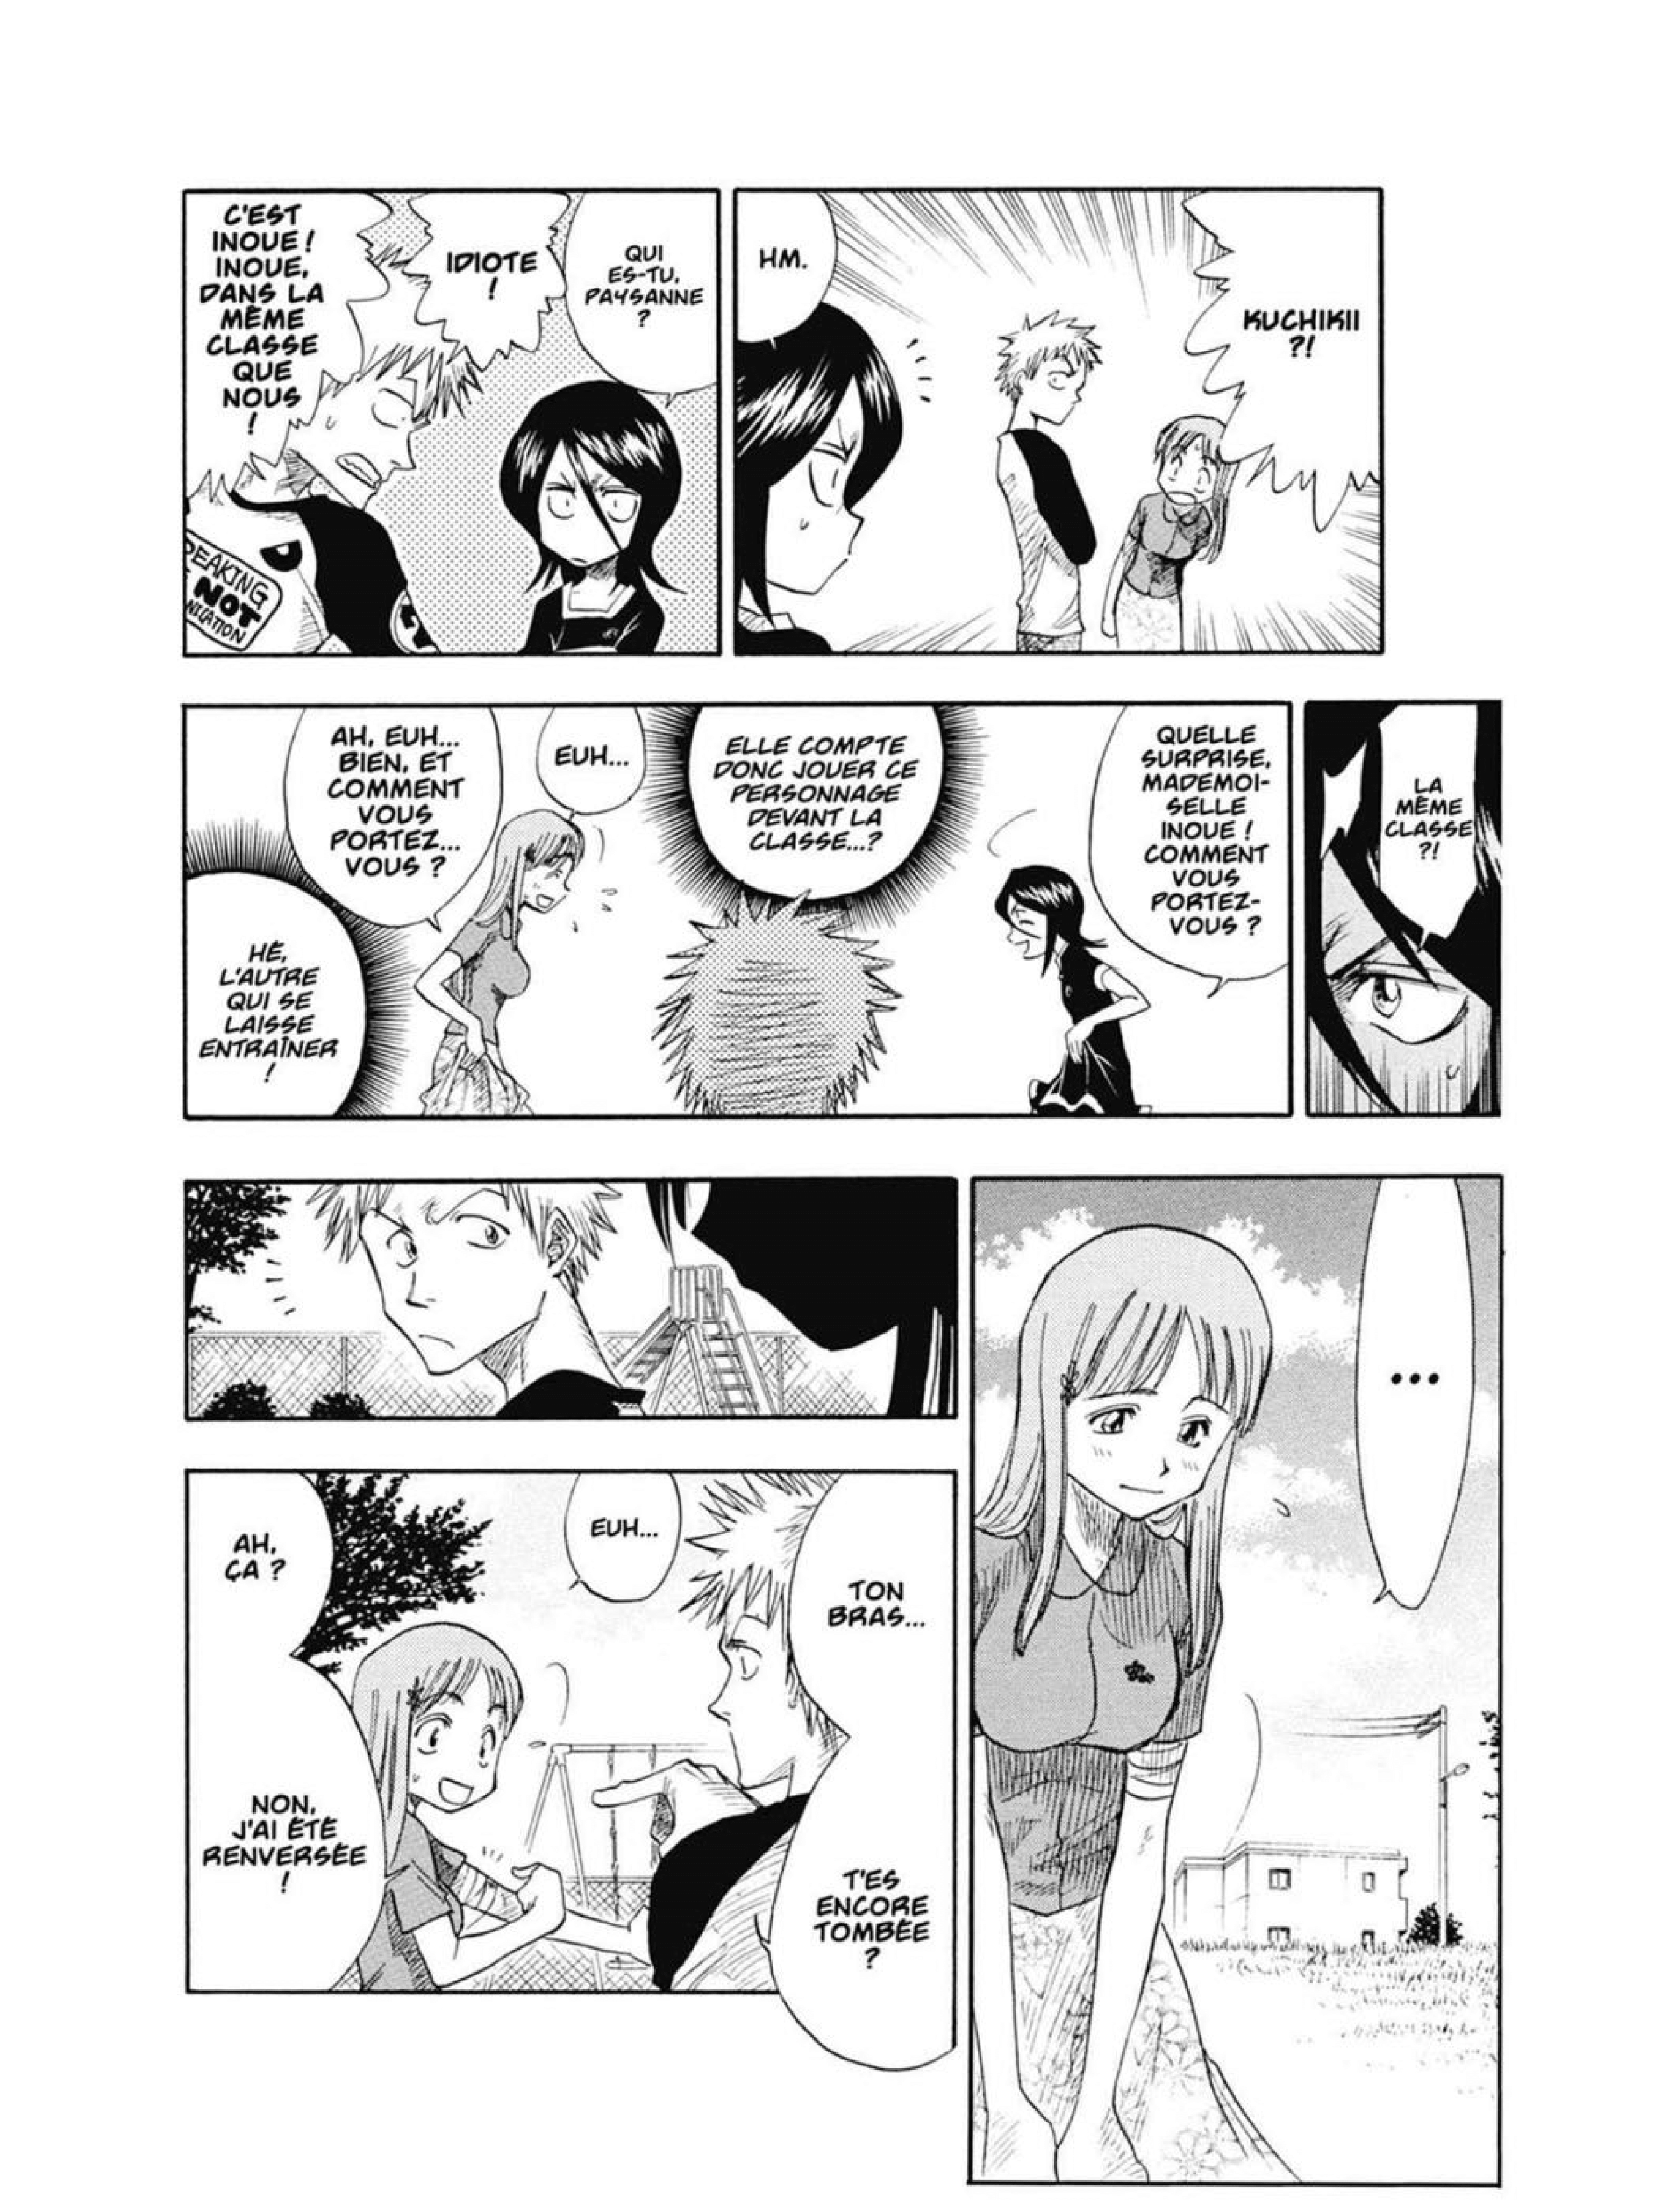 KUCHIKII
?!
HM.
QUI
ES-TU,
PAYSANNE
?
IDIOTE
!
C'EST
INOUE !
INOUE,
DANS LA
MÊME
CLASSE
QUE
NOUS
!
PEAKING
NOT
NICATION
LA
MÊME
CLASSE
?!
QUELLE
SURPRISE,
MADEMOI-
SELLE
INOUE !
COMMENT
VOUS
PORTEZ-
VOUS ?
ELLE COMPTE
DONC JOUER CE
PERSONNAGE
DEVANT LA
CLASSE...?
EUH...
AH, EUH...
BIEN, ET
COMMENT
VOUS
PORTEZ...
VOUS ?
HÉ,
L'AUTRE
QUI SE
LAISSE
ENTRAÎNER
!
...
TON
BRAS...
T'ES
ENCORE
TOMBÉE
?
EUH...
AH,
ÇA ?
NON,
J'AI ÉTÉ
RENVERSÉE
!